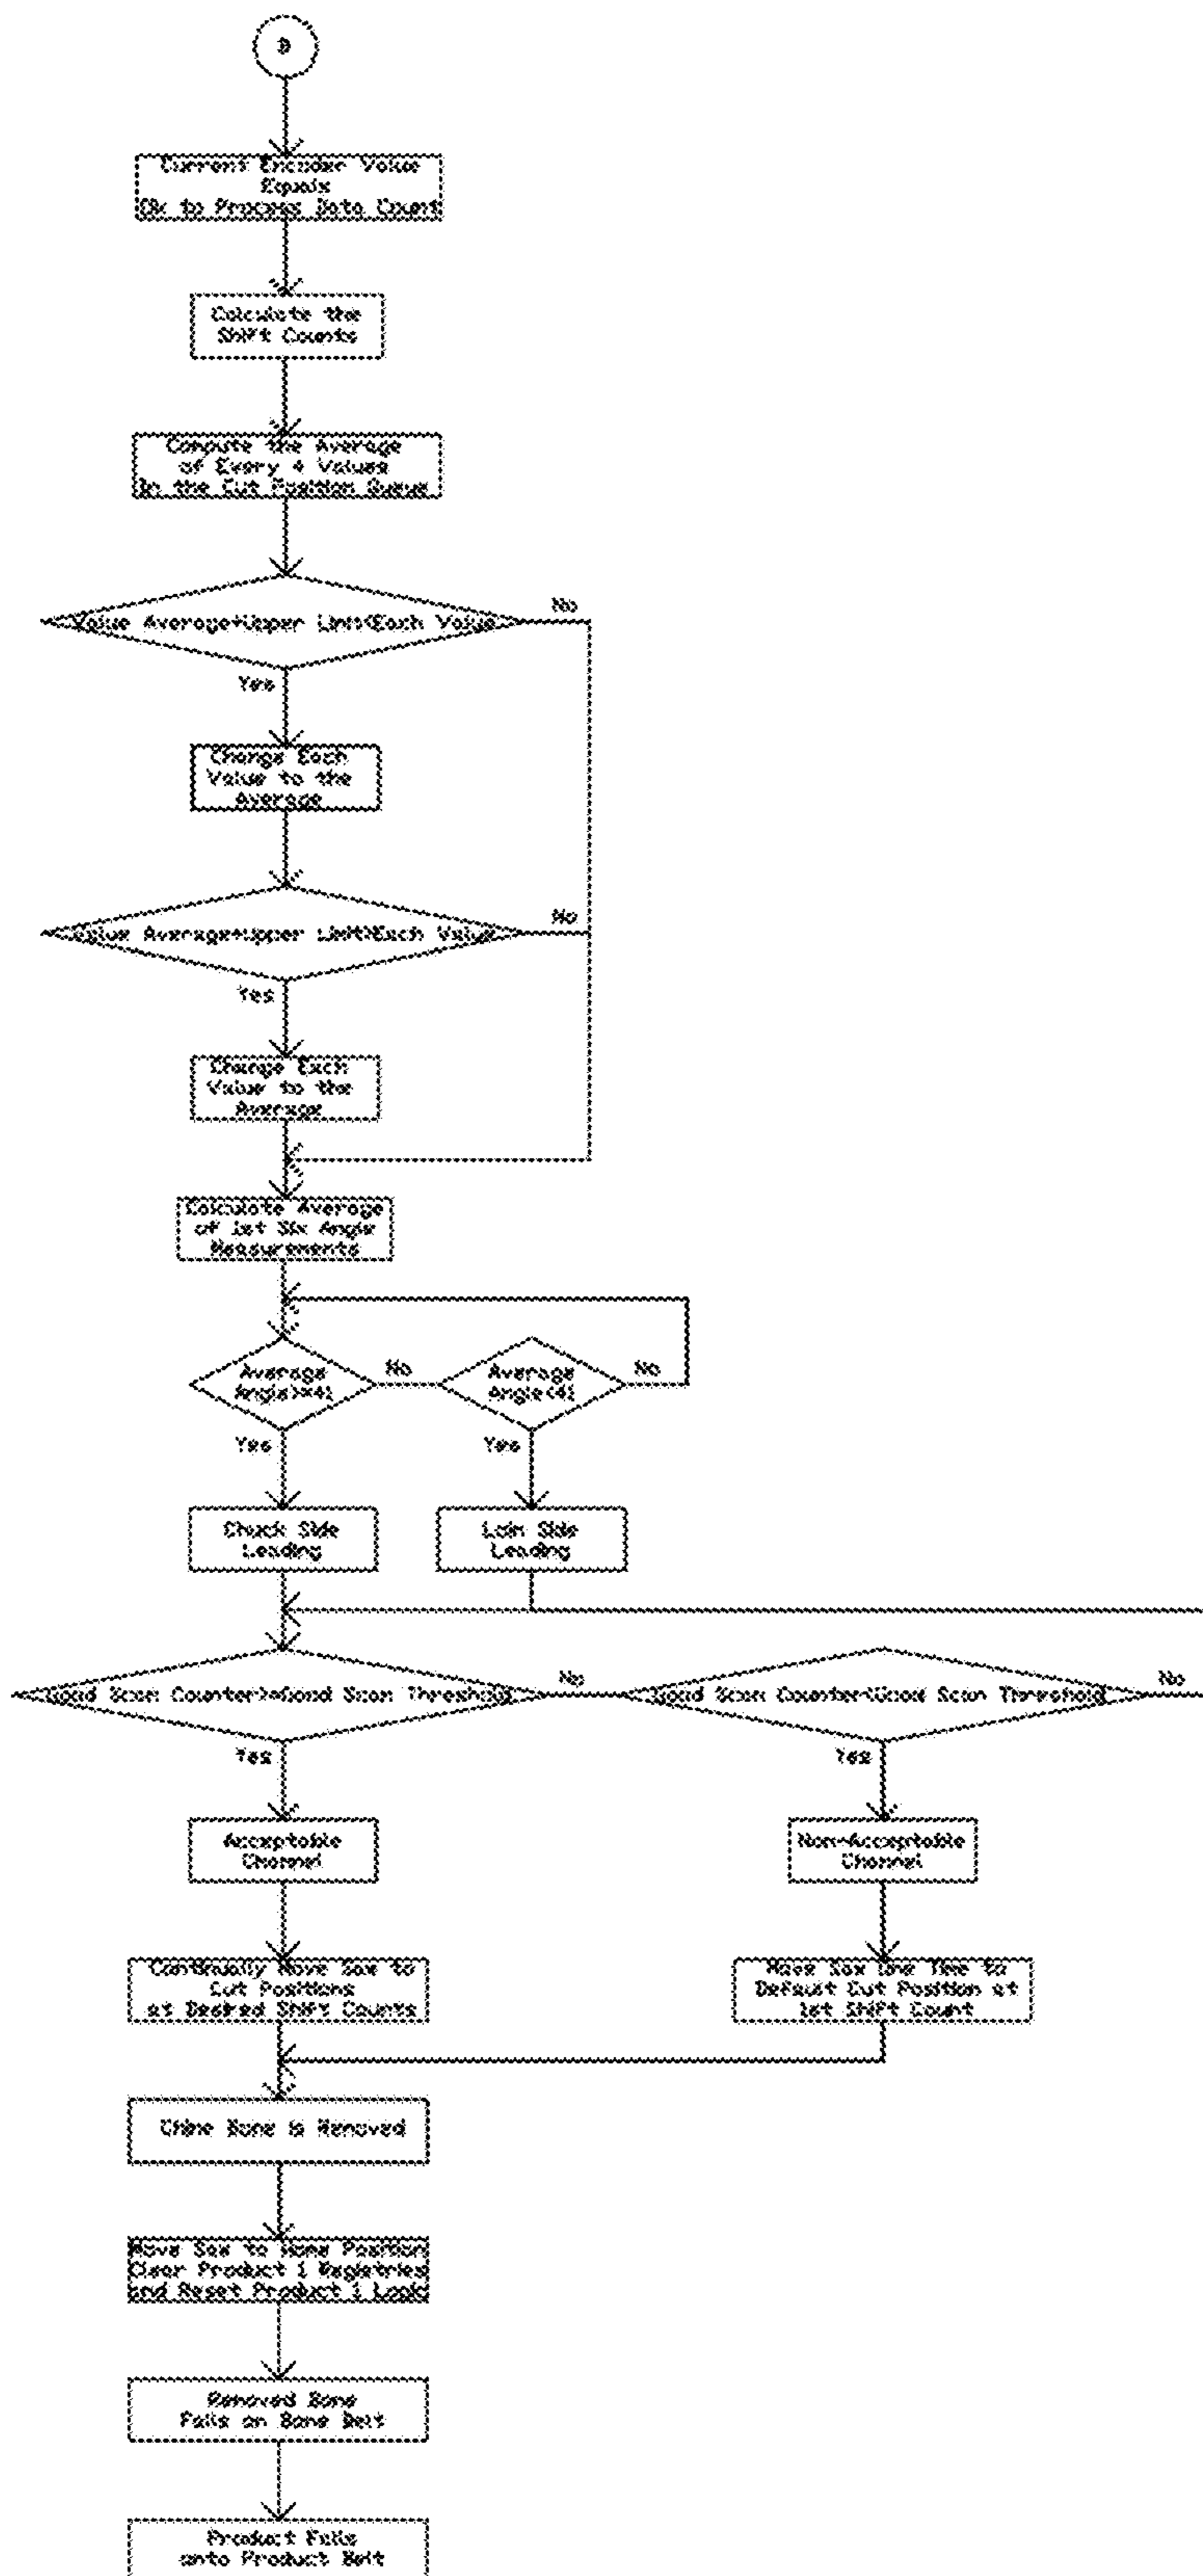 D
Current Encoder Value
Equals
Ok to Process Data Count
Calculate the
Shift Counts
Compute the Average
of Every 4 Values
In the Cut Position Queue
Value Average+Upper Limit<Each Value
No
Yes
Change Each
Value to the
Average
Value Average+Upper Limit>Each Value
No
Yes
Change Each
Value to the
Average
Calculate Average
of 1st Six Angle
Measurements
Average
Angle>=41
No
Average
Angle<41
No
Yes
Yes
Chuck Side
Leading
Loin Side
Leading
Good Scan Counter>=Good Scan Threshold
No
Good Scan Counter<Good Scan Threshold
No
Yes
Yes
Acceptable
Channel
Non-Acceptable
Channel
Continually Move Saw to
Cut Positions
at Desired Shift Counts
Move Saw One Time to
Default Cut Position at
1st Shift Count
Chine Bone is Removed
Move Saw to Home Position
Clear Product 1 Registries
and Reset Product 1 Logic
Removed Bone
Falls on Bone Belt
Product Falls
onto Product Belt